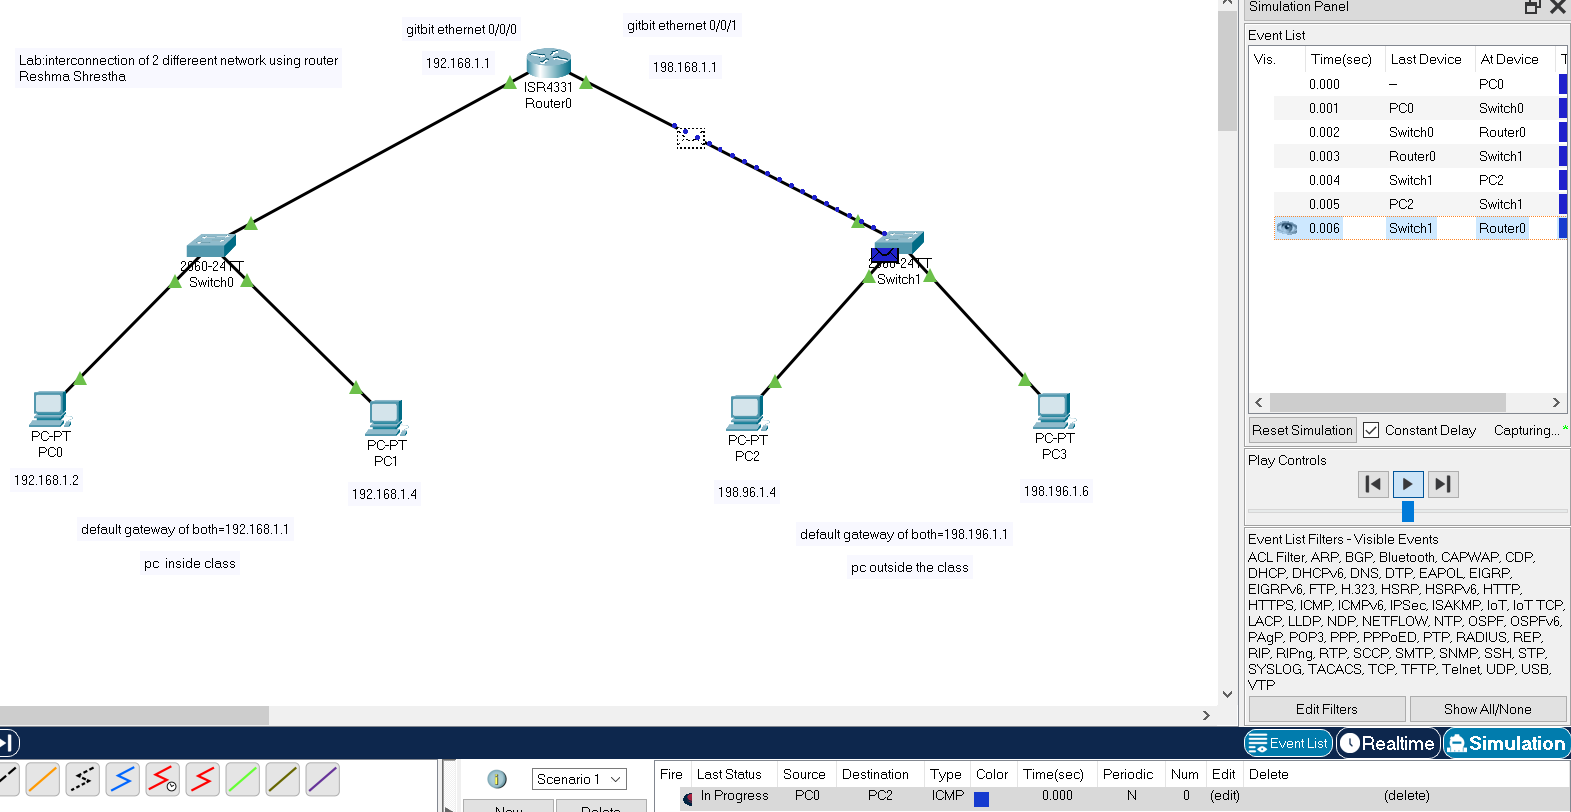 gitbit ethernet 0/0/0
gitbit ethernet 0/0/1
Lab:interconnection of 2 differeent network using router
Reshma Shrestha
192.168.1.1
198.168.1.1
ISR4331
Router0
2960-24TT
Switch0
2960-24TT
Switch1
PC-PT
PC0
192.168.1.2
PC-PT
PC1
192.168.1.4
PC-PT
PC2
198.96.1.4
PC-PT
PC3
198.196.1.6
default gateway of both=192.168.1.1
pc inside class
default gateway of both=198.196.1.1
pc outside the class
Simulation Panel
Event List
Vis. Time(sec) Last Device At Device T
0.000 -- PC0
0.001 PC0 Switch0
0.002 Switch0 Router0
0.003 Router0 Switch1
0.004 Switch1 PC2
0.005 PC2 Switch1
0.006 Switch1 Router0
Reset Simulation Constant Delay Capturing... *
Play Controls
Event List Filters - Visible Events
ACL Filter, ARP, BGP, Bluetooth, CAPWAP, CDP,
DHCP, DHCPv6, DNS, DTP, EAPOL, EIGRP,
EIGRPv6, FTP, H.323, HSRP, HSRPv6, HTTP,
HTTPS, ICMP, ICMPv6, IPSec, ISAKMP, IoT, IoT TCP,
LACP, LLDP, NDP, NETFLOW, NTP, OSPF, OSPFv6,
PAgP, POP3, PPP, PPPoED, PTP, RADIUS, REP,
RIP, RIPng, RTP, SCCP, SMTP, SNMP, SSH, STP,
SYSLOG, TACACS, TCP, TFTP, Telnet, UDP, USB,
VTP
Edit Filters Show All/None
Event List Realtime Simulation
Scenario 1
New Delete
Fire Last Status Source Destination Type Color Time(sec) Periodic Num Edit Delete
In Progress PC0 PC2 ICMP 0.000 N 0 (edit) (delete)